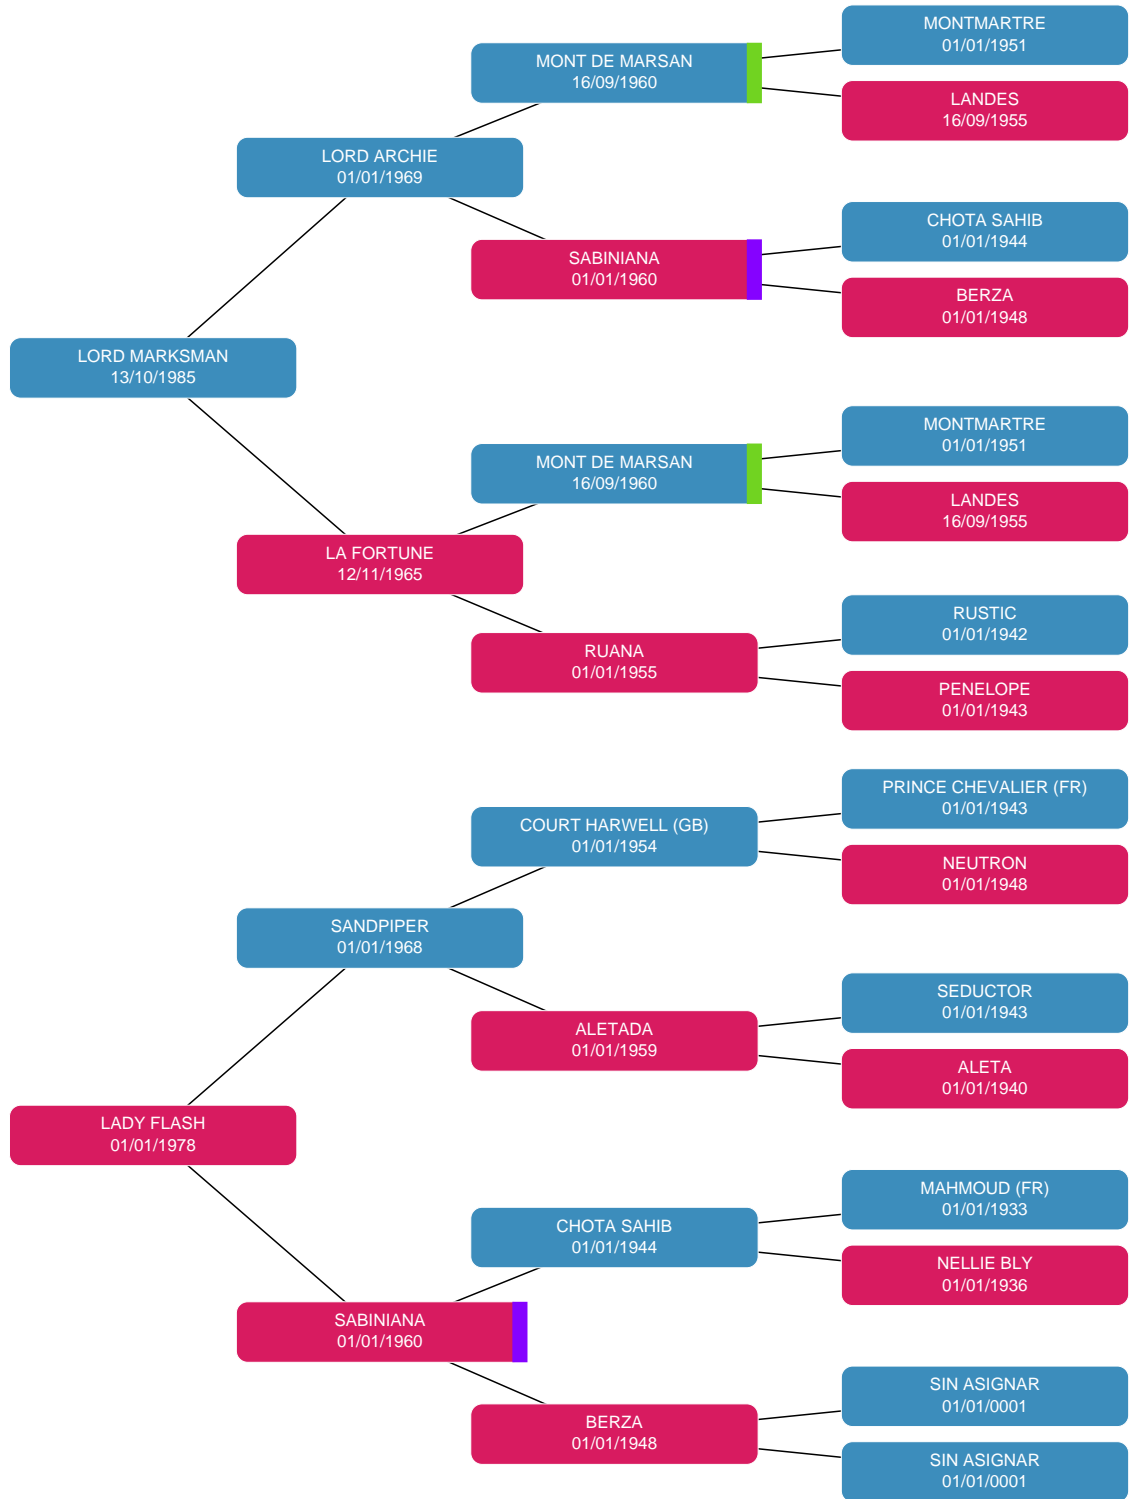 MONTMARTRE
01/01/1951
MONT DE MARSAN
16/09/1960
LANDES
16/09/1955
LORD ARCHIE
01/01/1969
CHOTA SAHIB
01/01/1944
SABINIANA
01/01/1960
BERZA
01/01/1948
LORD MARKSMAN
13/10/1985
MONTMARTRE
01/01/1951
MONT DE MARSAN
16/09/1960
LANDES
16/09/1955
LA FORTUNE
12/11/1965
RUSTIC
01/01/1942
RUANA
01/01/1955
PENELOPE
01/01/1943
PRINCE CHEVALIER (FR)
01/01/1943
COURT HARWELL (GB)
01/01/1954
NEUTRON
01/01/1948
SANDPIPER
01/01/1968
SEDUCTOR
01/01/1943
ALETADA
01/01/1959
ALETA
01/01/1940
LADY FLASH
01/01/1978
MAHMOUD (FR)
01/01/1933
CHOTA SAHIB
01/01/1944
NELLIE BLY
01/01/1936
SABINIANA
01/01/1960
SIN ASIGNAR
01/01/0001
BERZA
01/01/1948
SIN ASIGNAR
01/01/0001